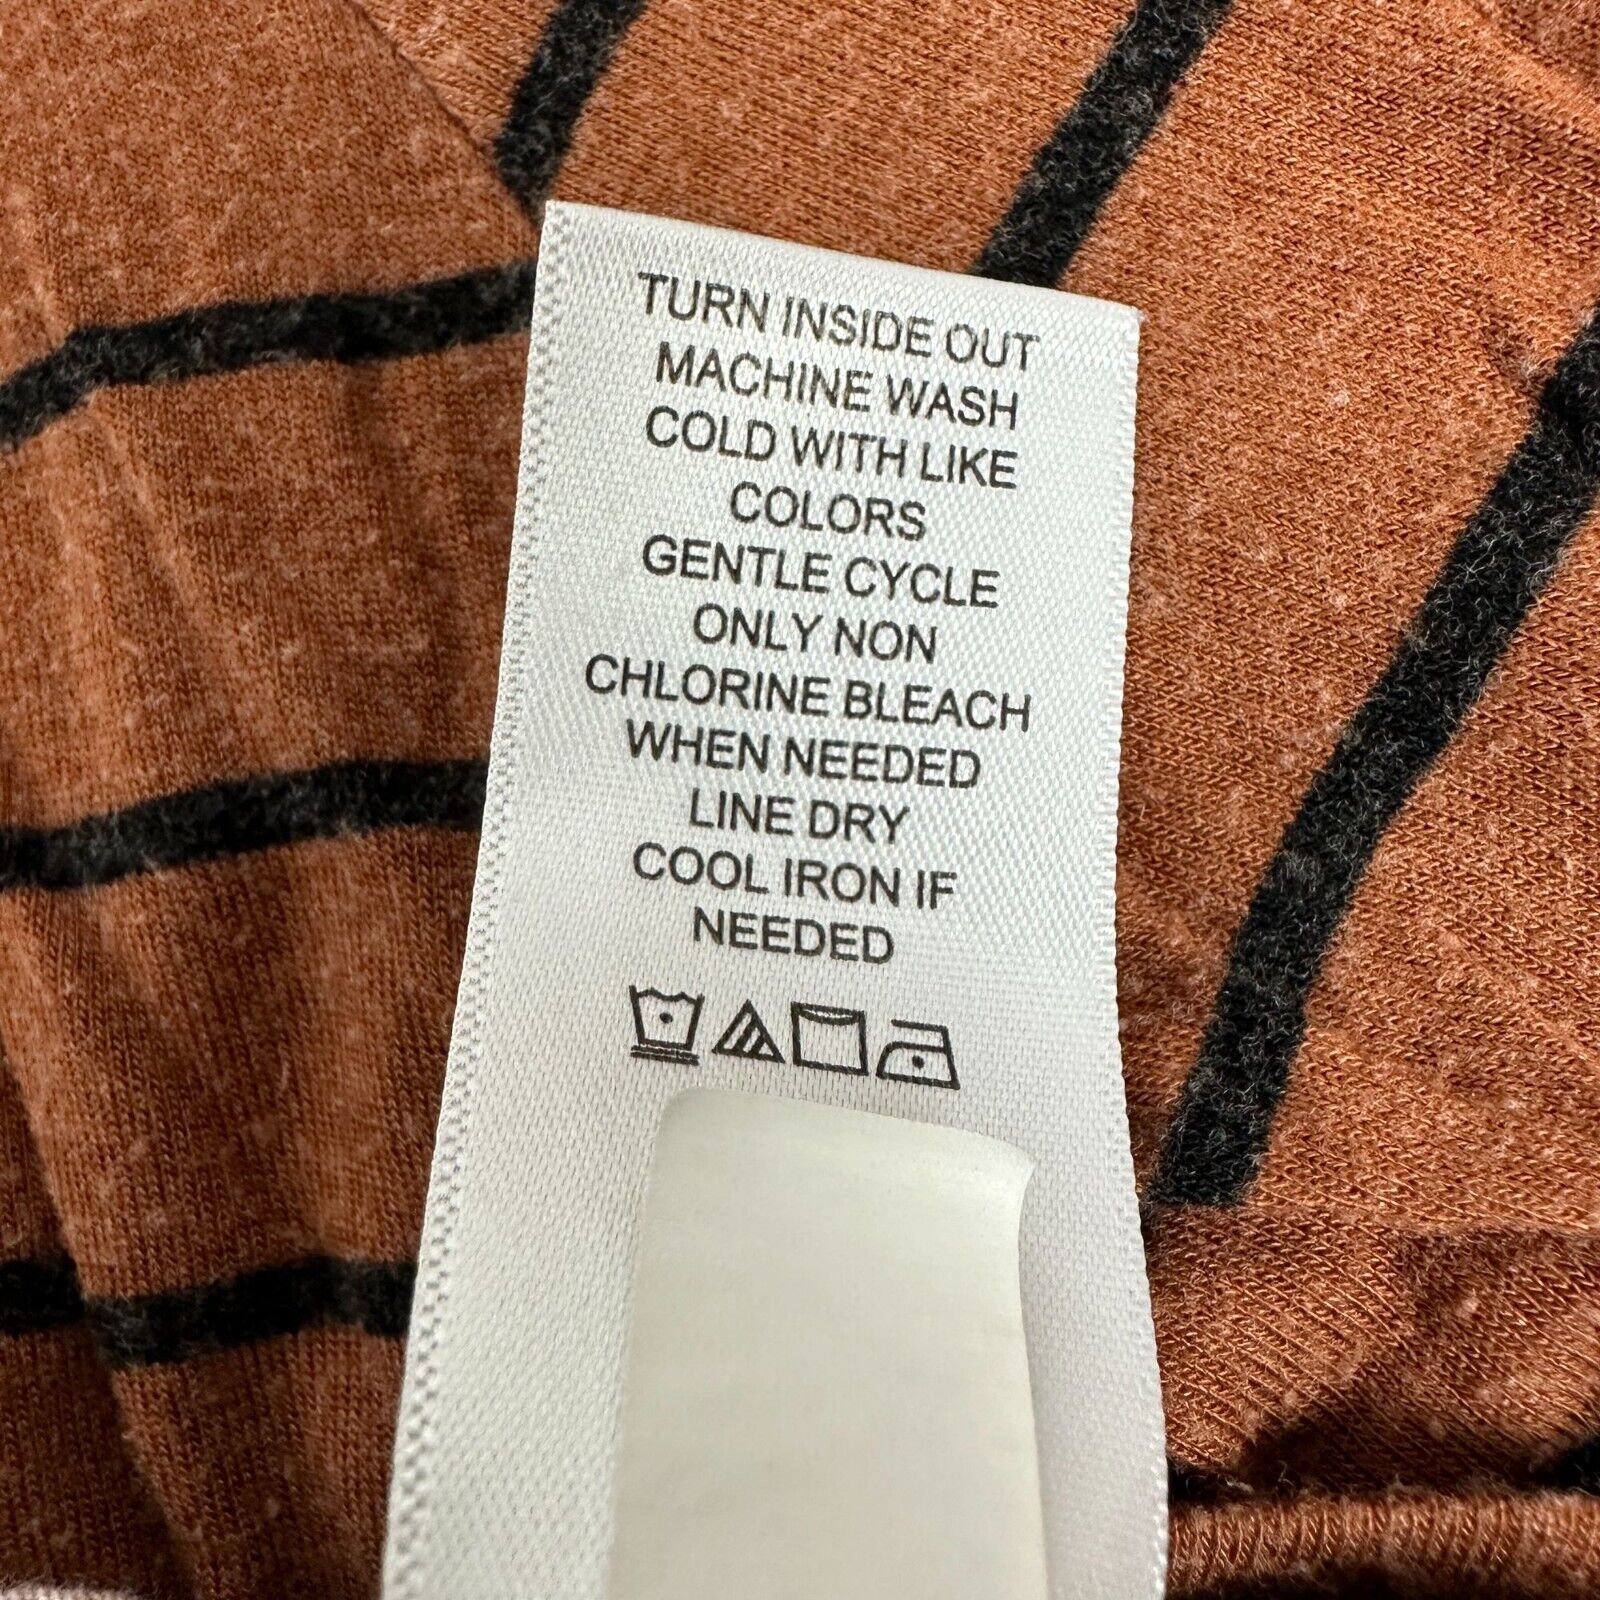 TURN INSIDE OUT
MACHINE WASH
COLD WITH LIKE
COLORS
GENTLE CYCLE
ONLY NON
CHLORINE BLEACH
WHEN NEEDED
LINE DRY
COOL IRON IF
NEEDED